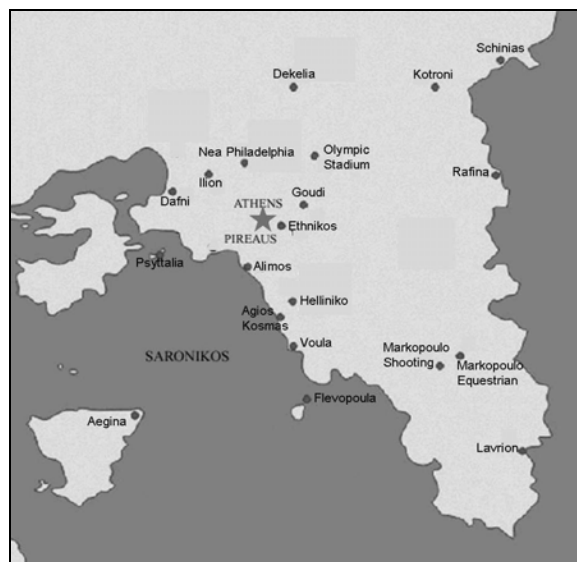 Schinias
Dekelia
Kotroni
Nea Philadelphia
Olympic
Stadium
Ilion
Rafina
Dafni
ATHENS
Goudi
Ethnikos
PIREAUS
Psyttalia
Alimos
Helliniko
Agios
Kosmas
Voula
SARONIKOS
Markopoulo
Shooting
Markopoulo
Equestrian
Flevopoula
Aegina
Lavrion